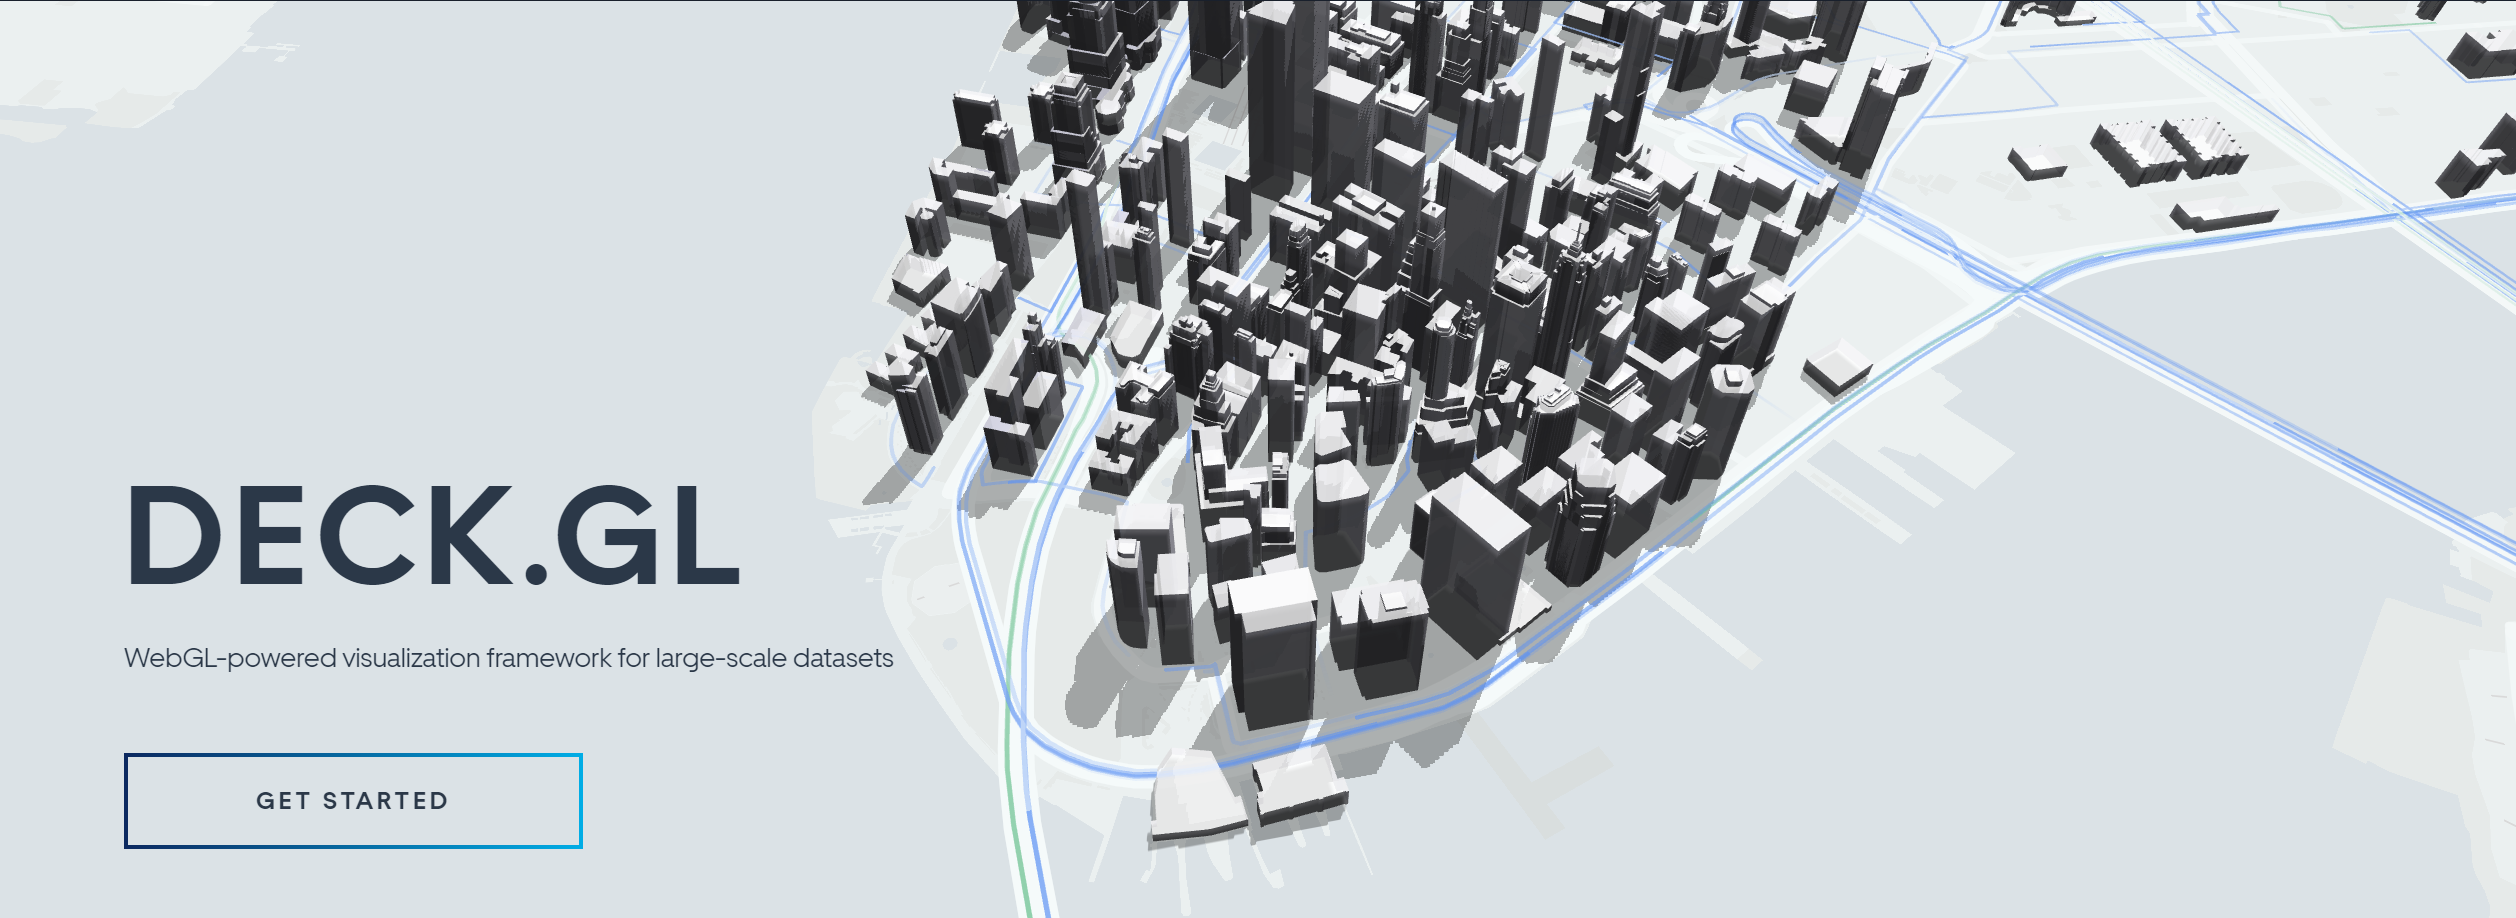 DECK.GL
WebGL-powered visualization framework for large-scale datasets
GET STARTED